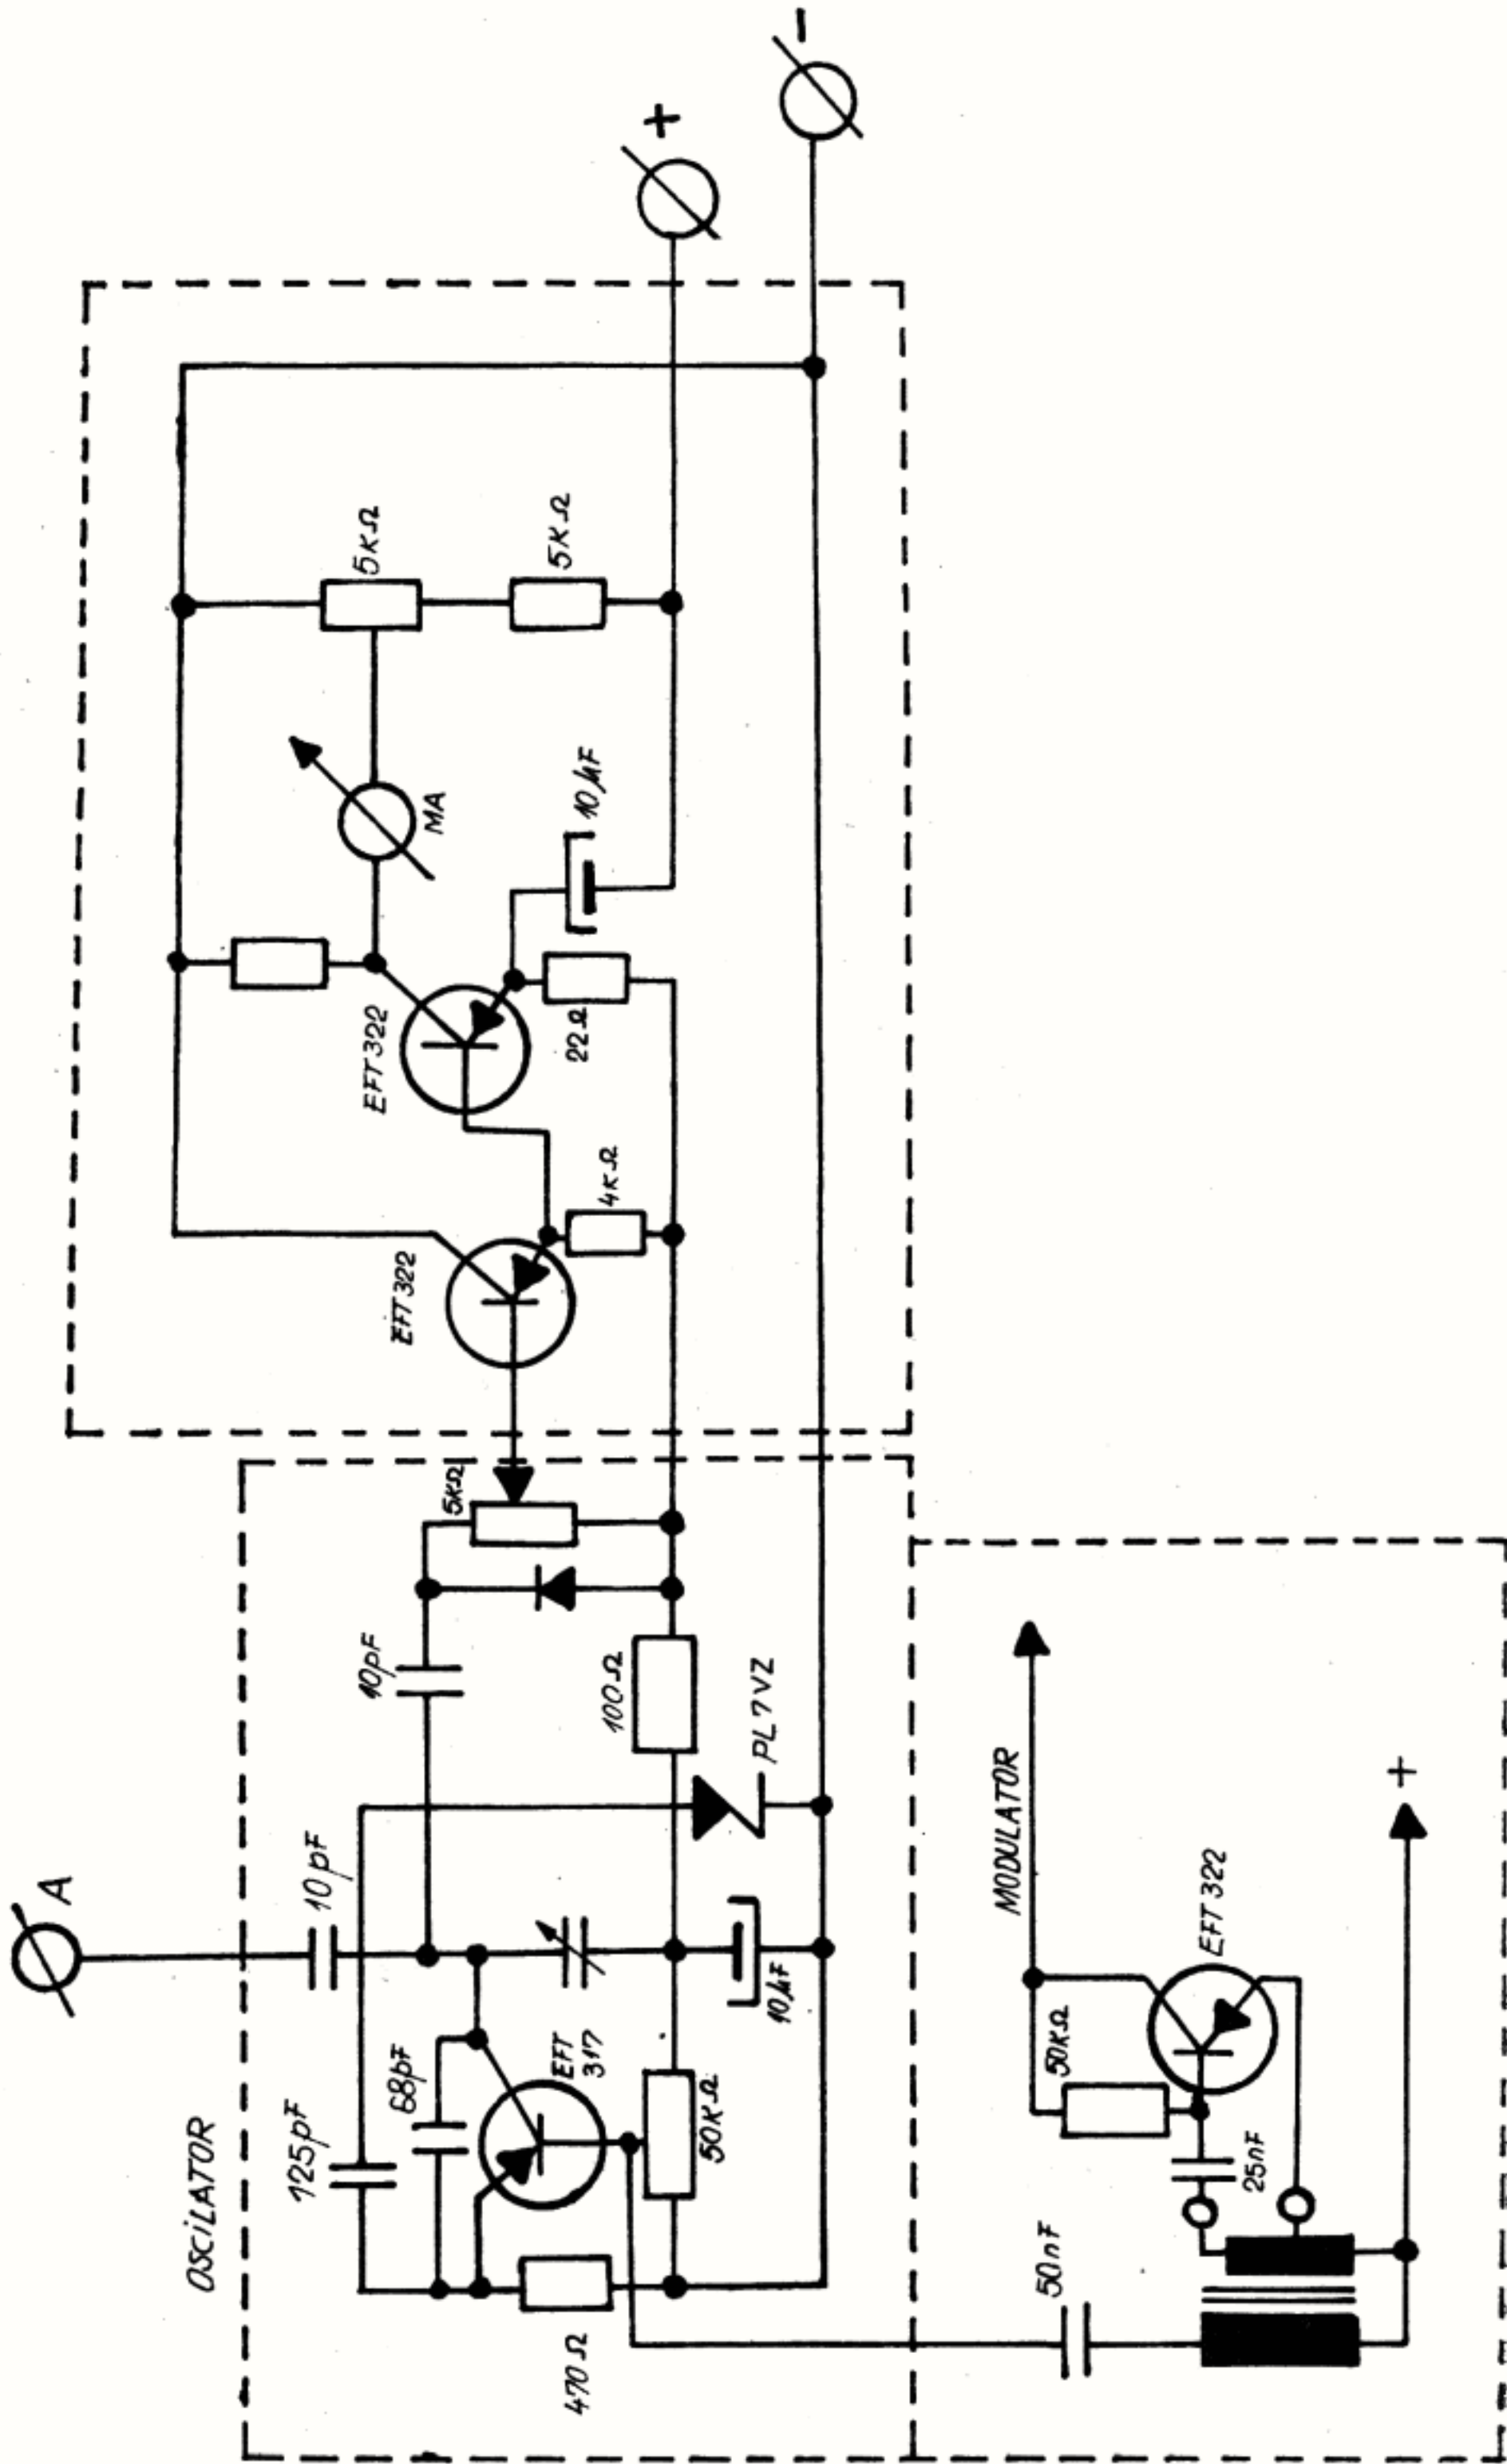 A
10pF
OSCiLATOR
125pF
68pF
EFT
317
470Ω
50KΩ
10µF
10pF
100Ω
PL7VZ
5KΩ
EFT322
4KΩ
EFT322
22Ω
MA
10µF
5KΩ
5KΩ
+
-
MODULATOR
50KΩ
EFT322
25nF
50nF
+